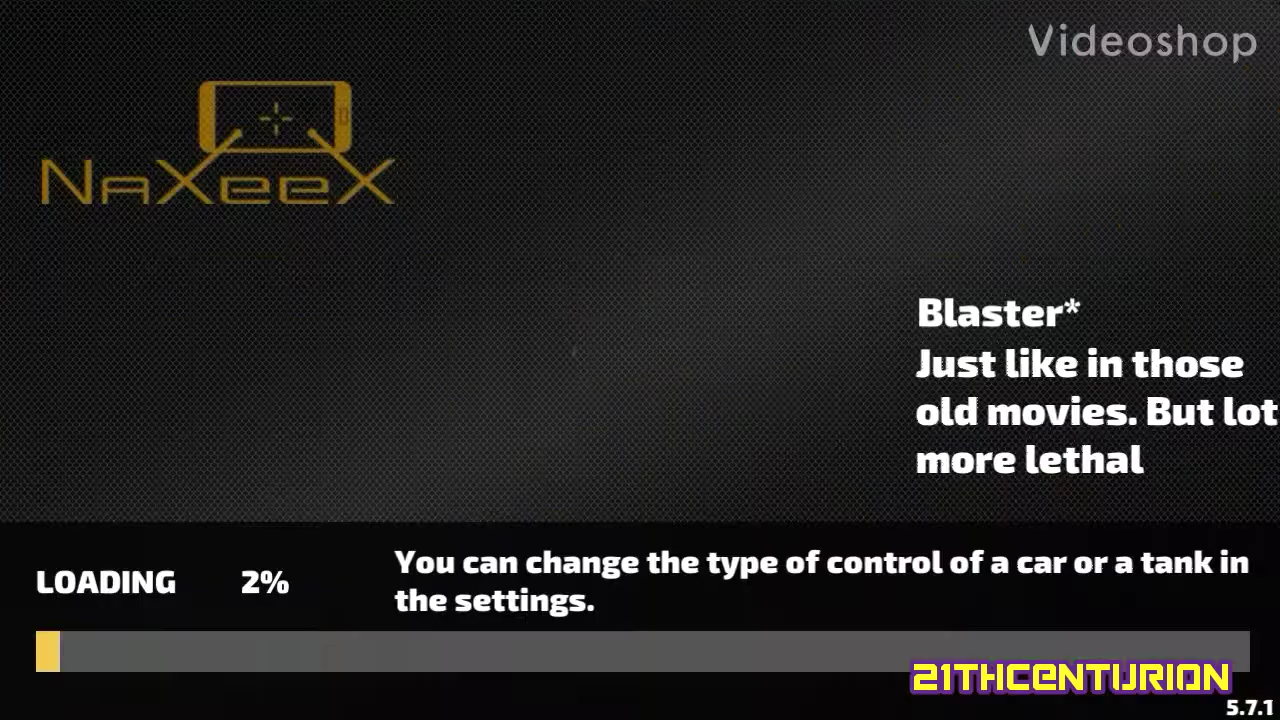 Videoshop
NaXeeX
Blaster*
Just like in those
old movies. But lot
more lethal
You can change the type of control of a car or a tank in
the settings.
LOADING 2%
21THCENTURION
5.7.1